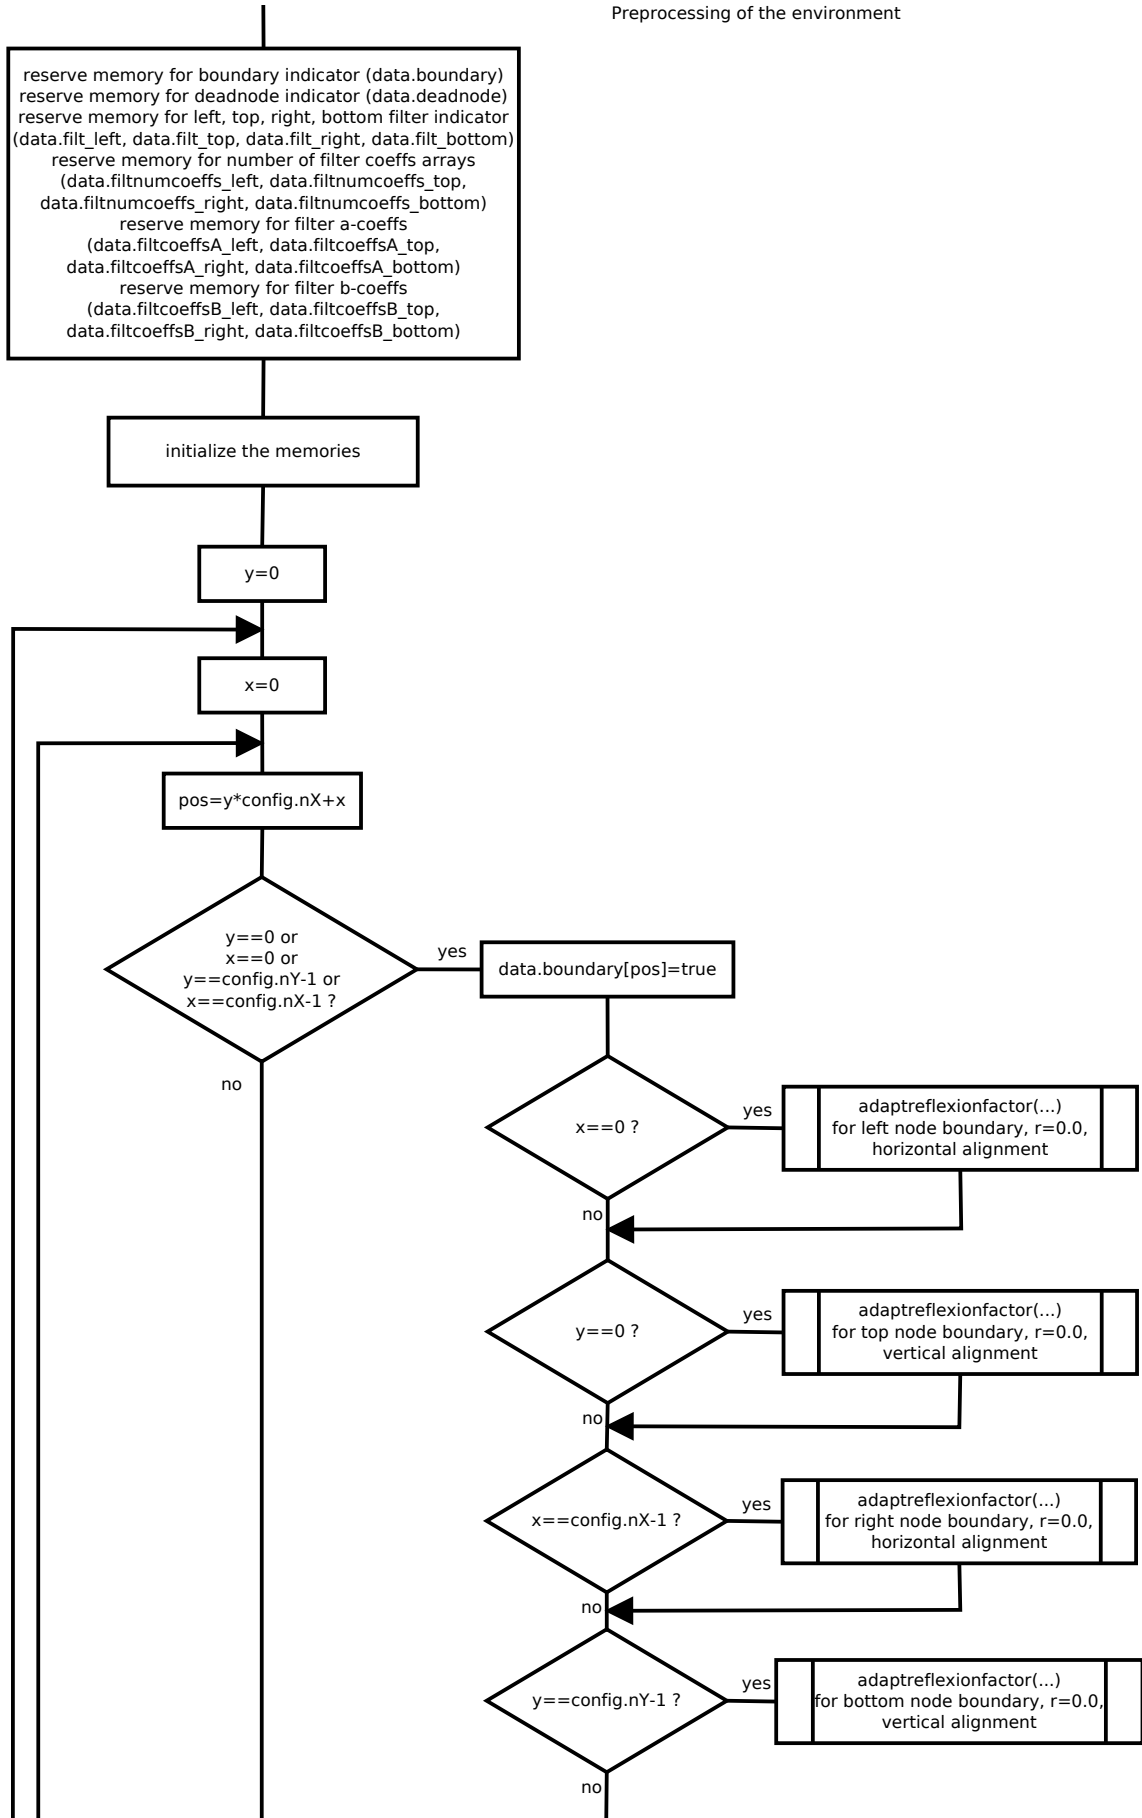 Preprocessing of the environment
reserve memory for boundary indicator (data.boundary)
reserve memory for deadnode indicator (data.deadnode)
reserve memory for left, top, right, bottom filter indicator
(data.filt_left, data.filt_top, data.filt_right, data.filt_bottom)
reserve memory for number of filter coeffs arrays
(data.filtnumcoeffs_left, data.filtnumcoeffs_top,
data.filtnumcoeffs_right, data.filtnumcoeffs_bottom)
reserve memory for filter a-coeffs
(data.filtcoeffsA_left, data.filtcoeffsA_top,
data.filtcoeffsA_right, data.filtcoeffsA_bottom)
reserve memory for filter b-coeffs
(data.filtcoeffsB_left, data.filtcoeffsB_top,
data.filtcoeffsB_right, data.filtcoeffsB_bottom)
initialize the memories
y=0
x=0
pos=y*config.nX+x
y==0 or
x==0 or
y==config.nY-1 or
x==config.nX-1 ?
yes
data.boundary[pos]=true
no
x==0 ?
yes
adaptreflexionfactor(...)
for left node boundary, r=0.0,
horizontal alignment
no
y==0 ?
yes
adaptreflexionfactor(...)
for top node boundary, r=0.0,
vertical alignment
no
x==config.nX-1 ?
yes
adaptreflexionfactor(...)
for right node boundary, r=0.0,
horizontal alignment
no
y==config.nY-1 ?
yes
adaptreflexionfactor(...)
for bottom node boundary, r=0.0,
vertical alignment
no